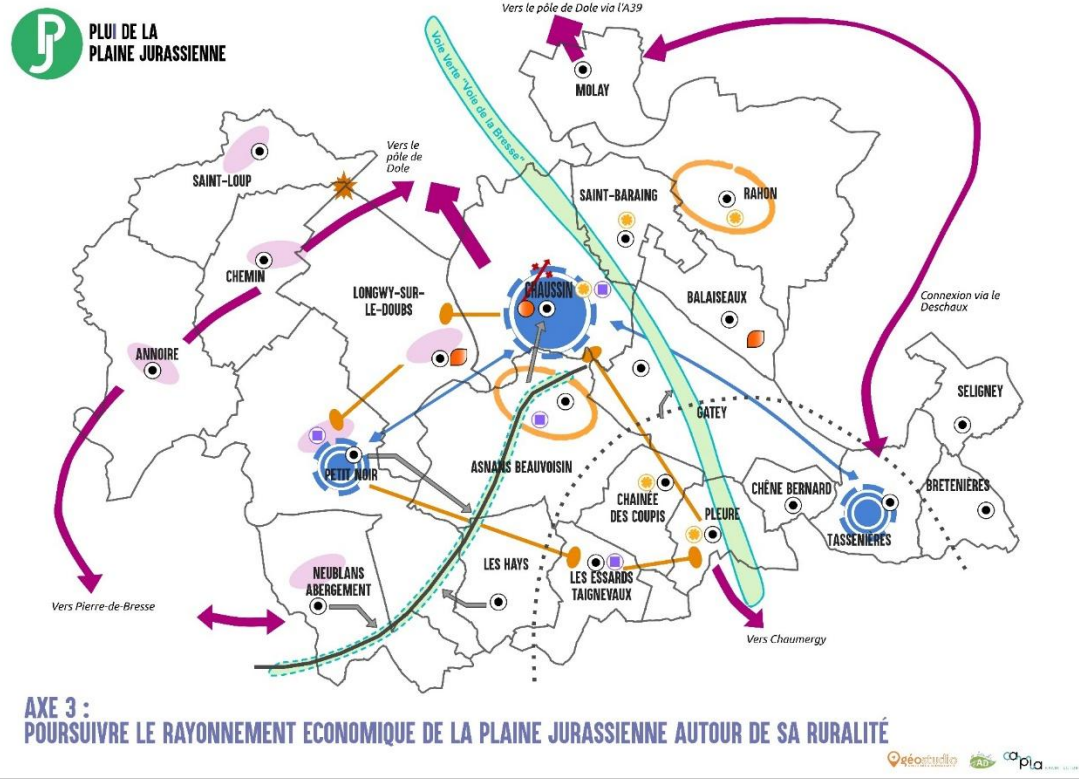 PJ
PLUI DE LA
PLAINE JURASSIENNE
Vers le pôle de Dole via l'A39
MOLAY
Voie Verte "Voie de la Bresse"
Vers le
pôle de
Dole
SAINT-LOUP
SAINT-BARAING
RAHON
CHEMIN
LONGWY-SUR-
LE-DOUBS
CHAUSSIN
BALAISEAUX
Connexion via le
Deschaux
ANNOIRE
SELIGNEY
GATEY
PETIT NOIR
ASNANS BEAUVOISIN
CHAINÉE
DES COUPIS
PLEURE
CHÊNE BERNARD
BRETENIÈRES
TASSENIÈRES
NEUBLANS
ABERGEMENT
LES HAYS
LES ESSARDS
TAIGNEVAUX
Vers Pierre-de-Bresse
Vers Chaumergy
AXE 3 :
POURSUIVRE LE RAYONNEMENT ECONOMIQUE DE LA PLAINE JURASSIENNE AUTOUR DE SA RURALITÉ
géostudio
AD